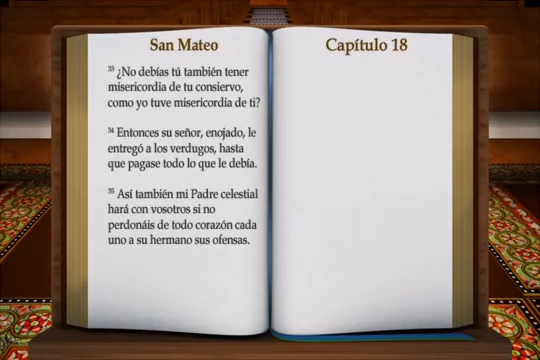 San Mateo
Capítulo 18
33 ¿No debías tú también tener
misericordia de tu consiervo,
como yo tuve misericordia de ti?
34 Entonces su señor, enojado, le
entregó a los verdugos, hasta
que pagase todo lo que le debía.
35 Así también mi Padre celestial
hará con vosotros si no
perdonáis de todo corazón cada
uno a su hermano sus ofensas.